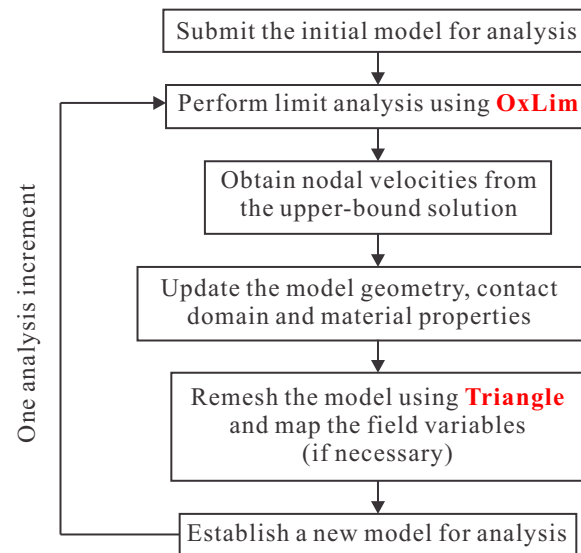 Submit the initial model for analysis
Perform limit analysis using OxLim
Obtain nodal velocities from
the upper-bound solution
Update the model geometry, contact
domain and material properties
Remesh the model using Triangle
and map the field variables
(if necessary)
Establish a new model for analysis
One analysis increment